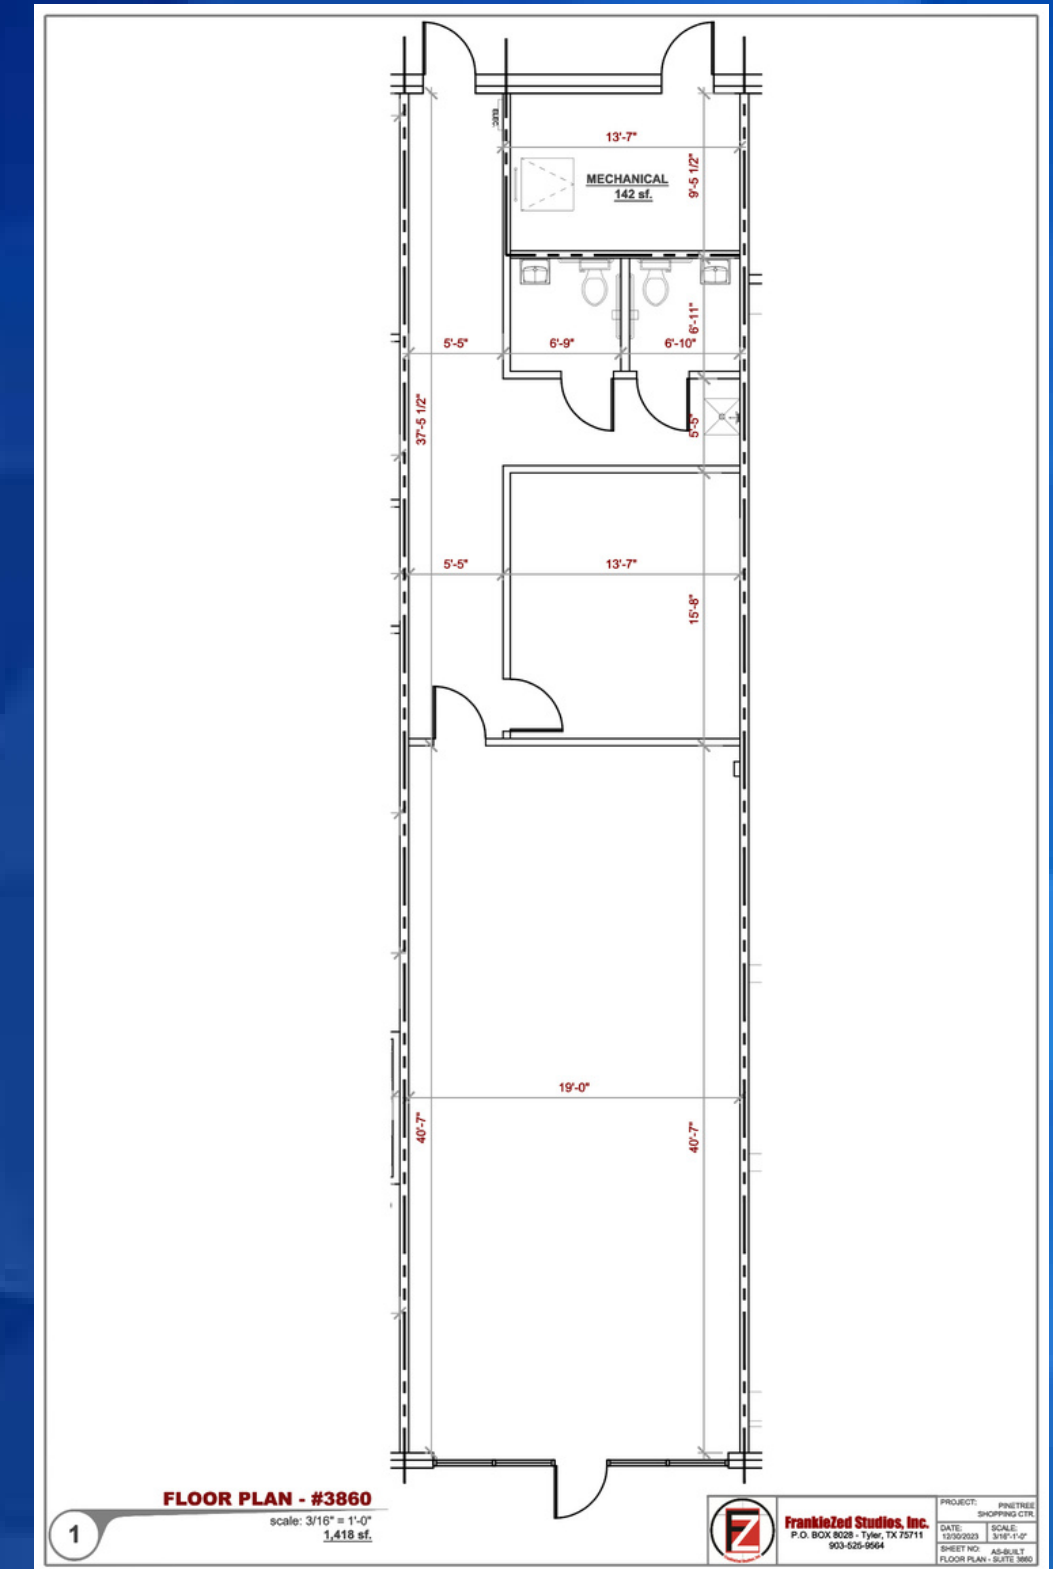 ELEC.
13'-7"
9'-5 1/2"
MECHANICAL
142 sf.
6'-11"
5'-5"
6'-9"
6'-10"
37'-5 1/2"
5'-5"
5'-5"
13'-7"
15'-8"
19'-0"
40'-7"
40'-7"
FLOOR PLAN - #3860
scale: 3/16" = 1'-0"
1,418 sf.
1
FZ
FrankieZed Studios, Inc.
P.O. BOX 8028 - Tyler, TX 75711
903-525-9564
PROJECT: PINETREE
SHOPPING CTR.
DATE: 12/30/2023
SCALE: 3/16"-1'-0"
SHEET NO: AS-BUILT
FLOOR PLAN - SUITE 3860